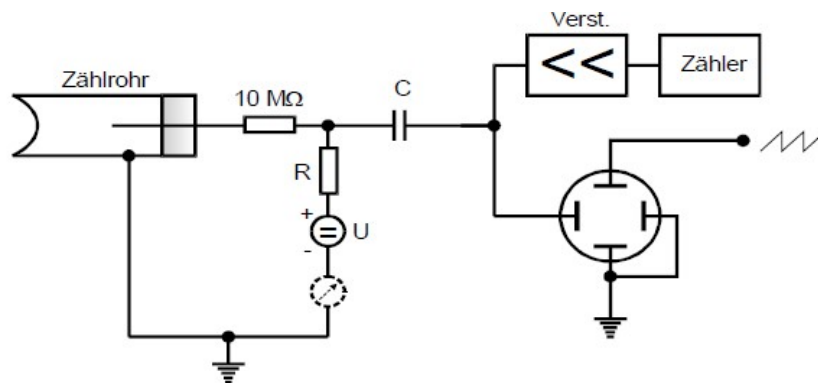 Verst.
Zählrohr
<<
Zähler
10 MΩ
C
R
+
U
=
-